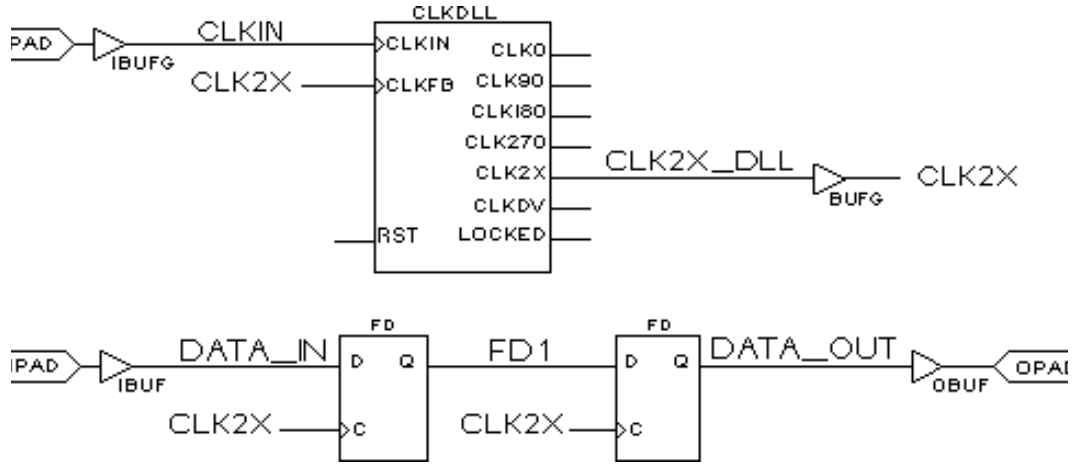 CLKDLL
PAD IBUFG CLKIN CLKIN CLK0
CLK2X CLKFB CLK90
CLK180
CLK270
CLK2X CLK2X_DLL BUFG CLK2X
CLKDV
RST LOCKED
FD FD
IPAD IBUF DATA_IN D Q FD1 D Q DATA_OUT OBUF OPAD
CLK2X C CLK2X C